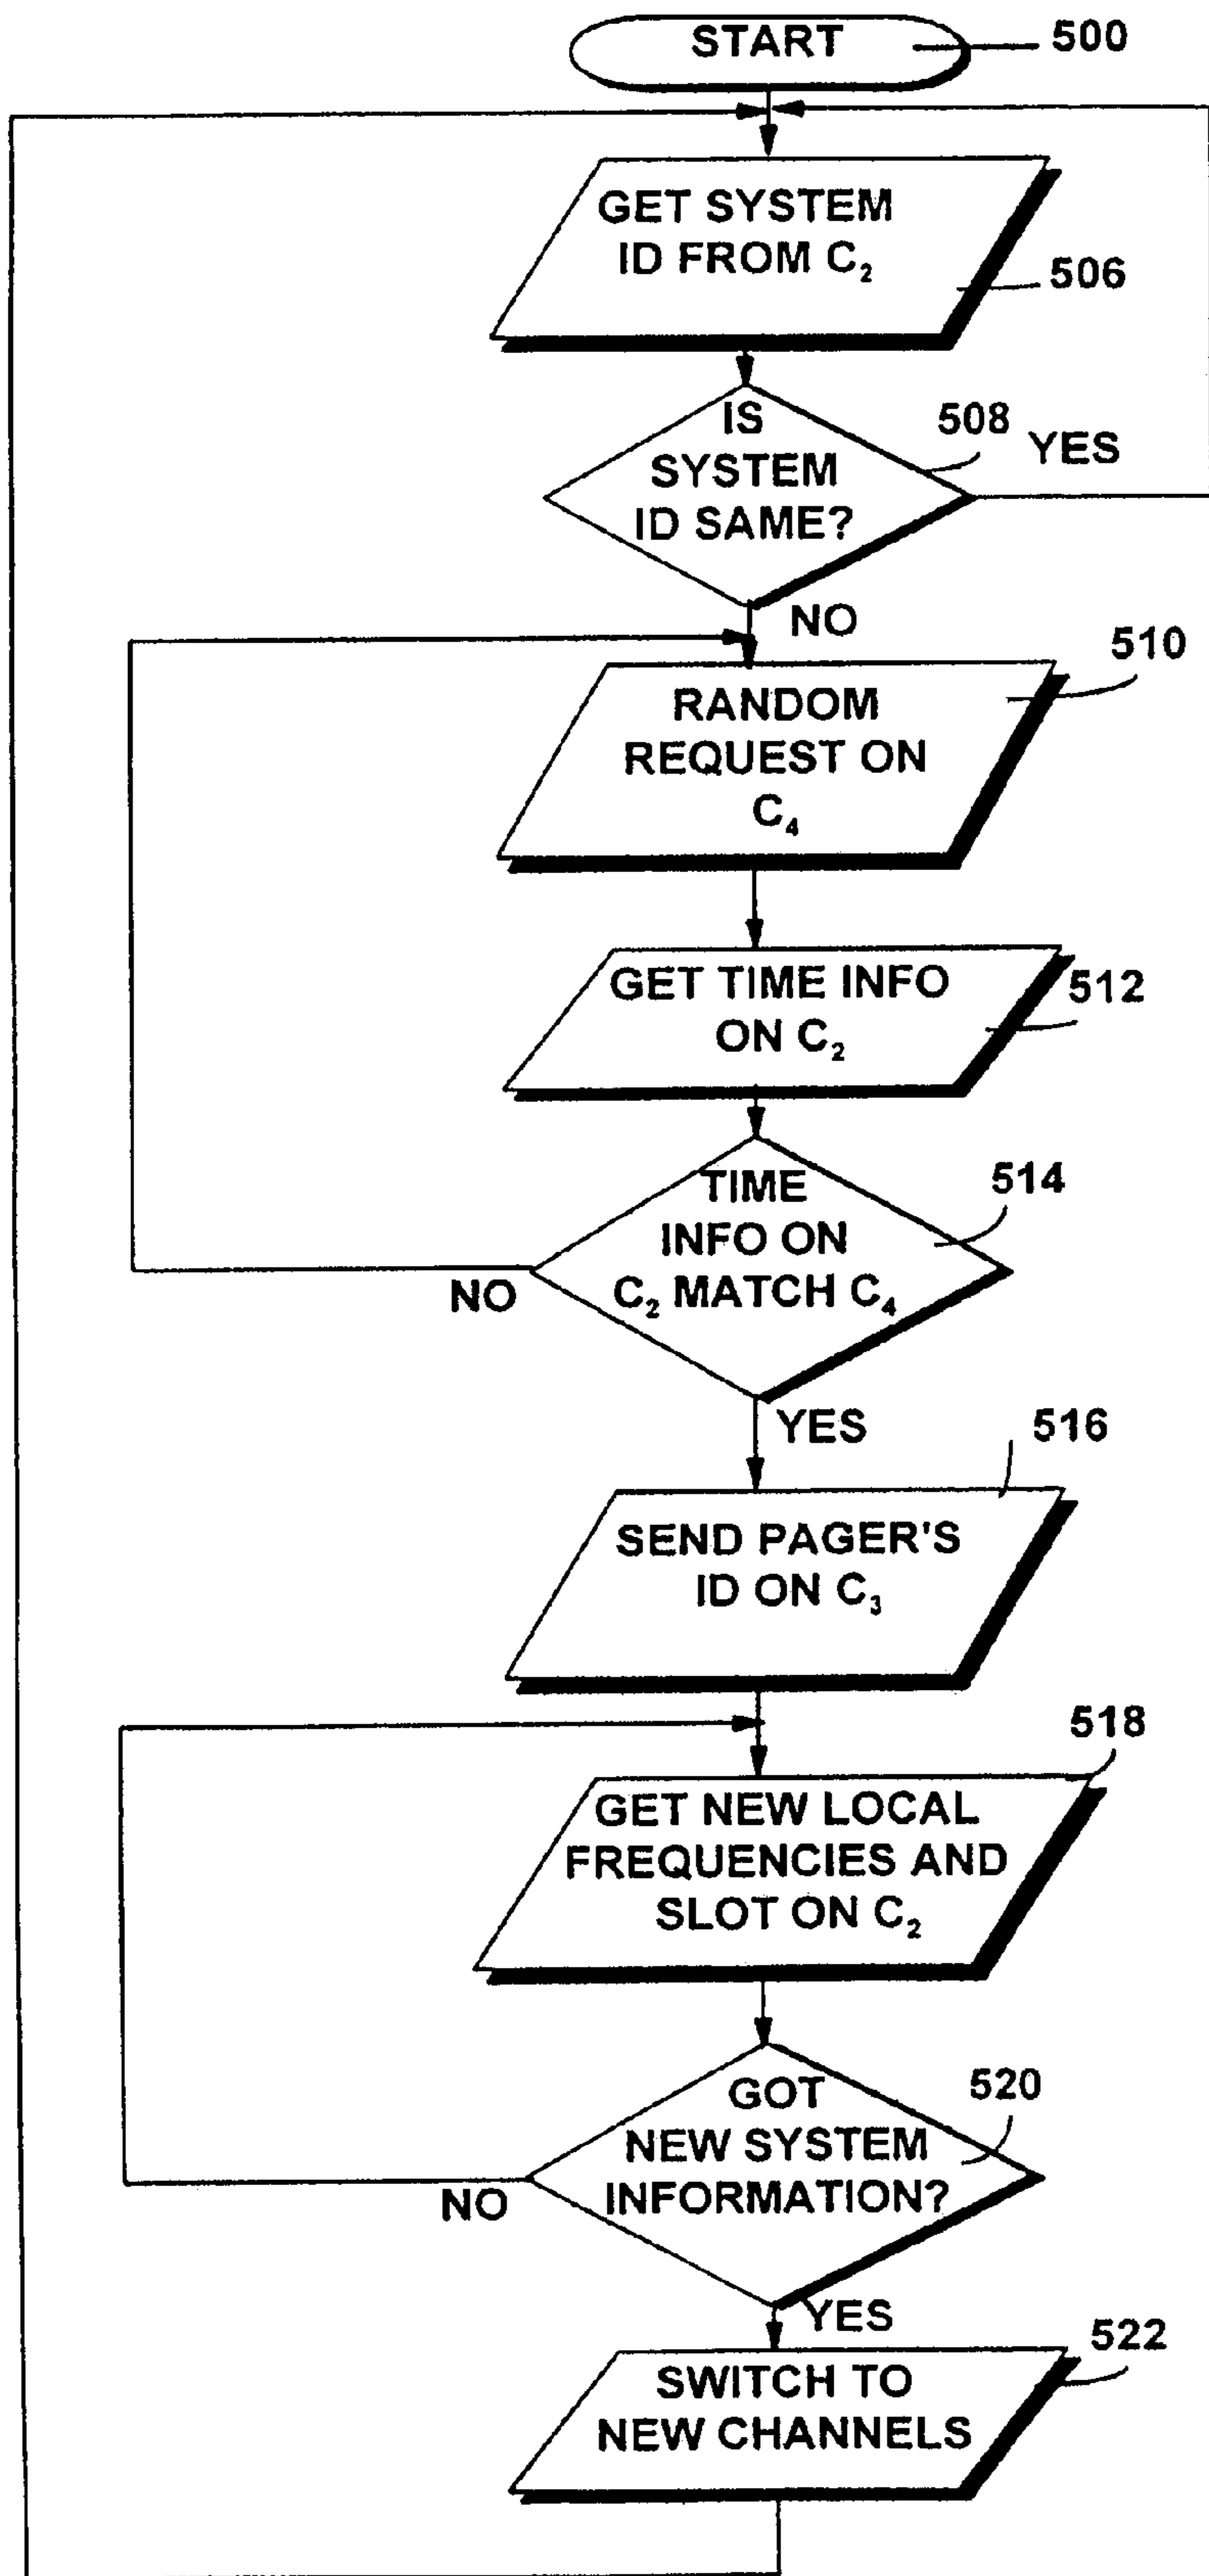 START
500
GET SYSTEM
ID FROM C₂
506
IS
SYSTEM
ID SAME?
508
YES
NO
510
RANDOM
REQUEST ON
C₄
GET TIME INFO
ON C₂
512
TIME
INFO ON
C₂ MATCH C₄
514
NO
YES
516
SEND PAGER'S
ID ON C₃
518
GET NEW LOCAL
FREQUENCIES AND
SLOT ON C₂
GOT
NEW SYSTEM
INFORMATION?
520
NO
YES
522
SWITCH TO
NEW CHANNELS